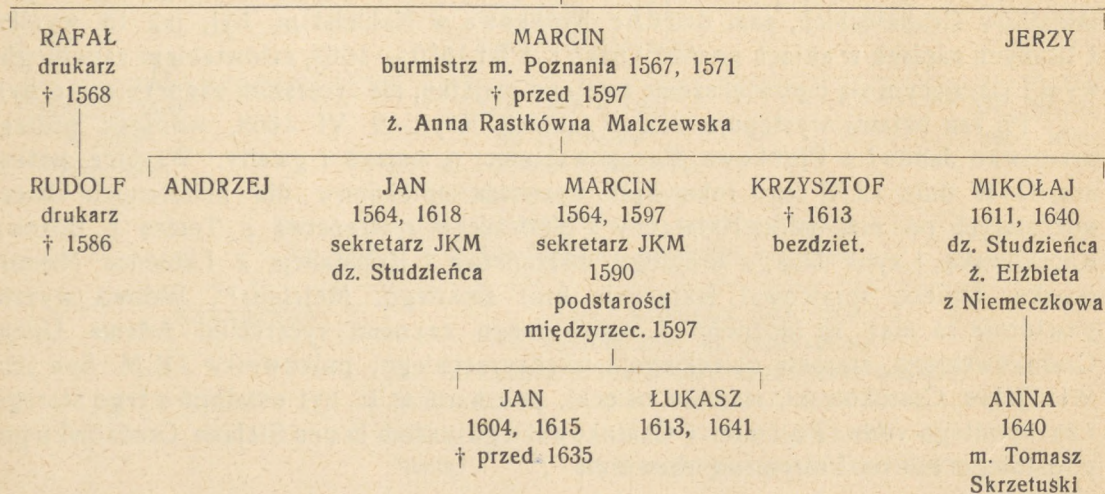 RAFAŁ
drukarz
† 1568
MARCIN
burmistrz m. Poznania 1567, 1571
† przed 1597
ż. Anna Rastkówna Malczewska
JERZY
RUDOLF
drukarz
† 1586
ANDRZEJ
JAN
1564, 1618
sekretarz JKM
dz. Studzieńca
MARCIN
1564, 1597
sekretarz JKM
1590
podstarości
międzyrzec. 1597
KRZYSZTOF
† 1613
bezdziet.
MIKOŁAJ
1611, 1640
dz. Studzieńca
ż. Elżbieta
z Niemeczkowa
JAN
1604, 1615
† przed 1635
ŁUKASZ
1613, 1641
ANNA
1640
m. Tomasz
Skrzetuski